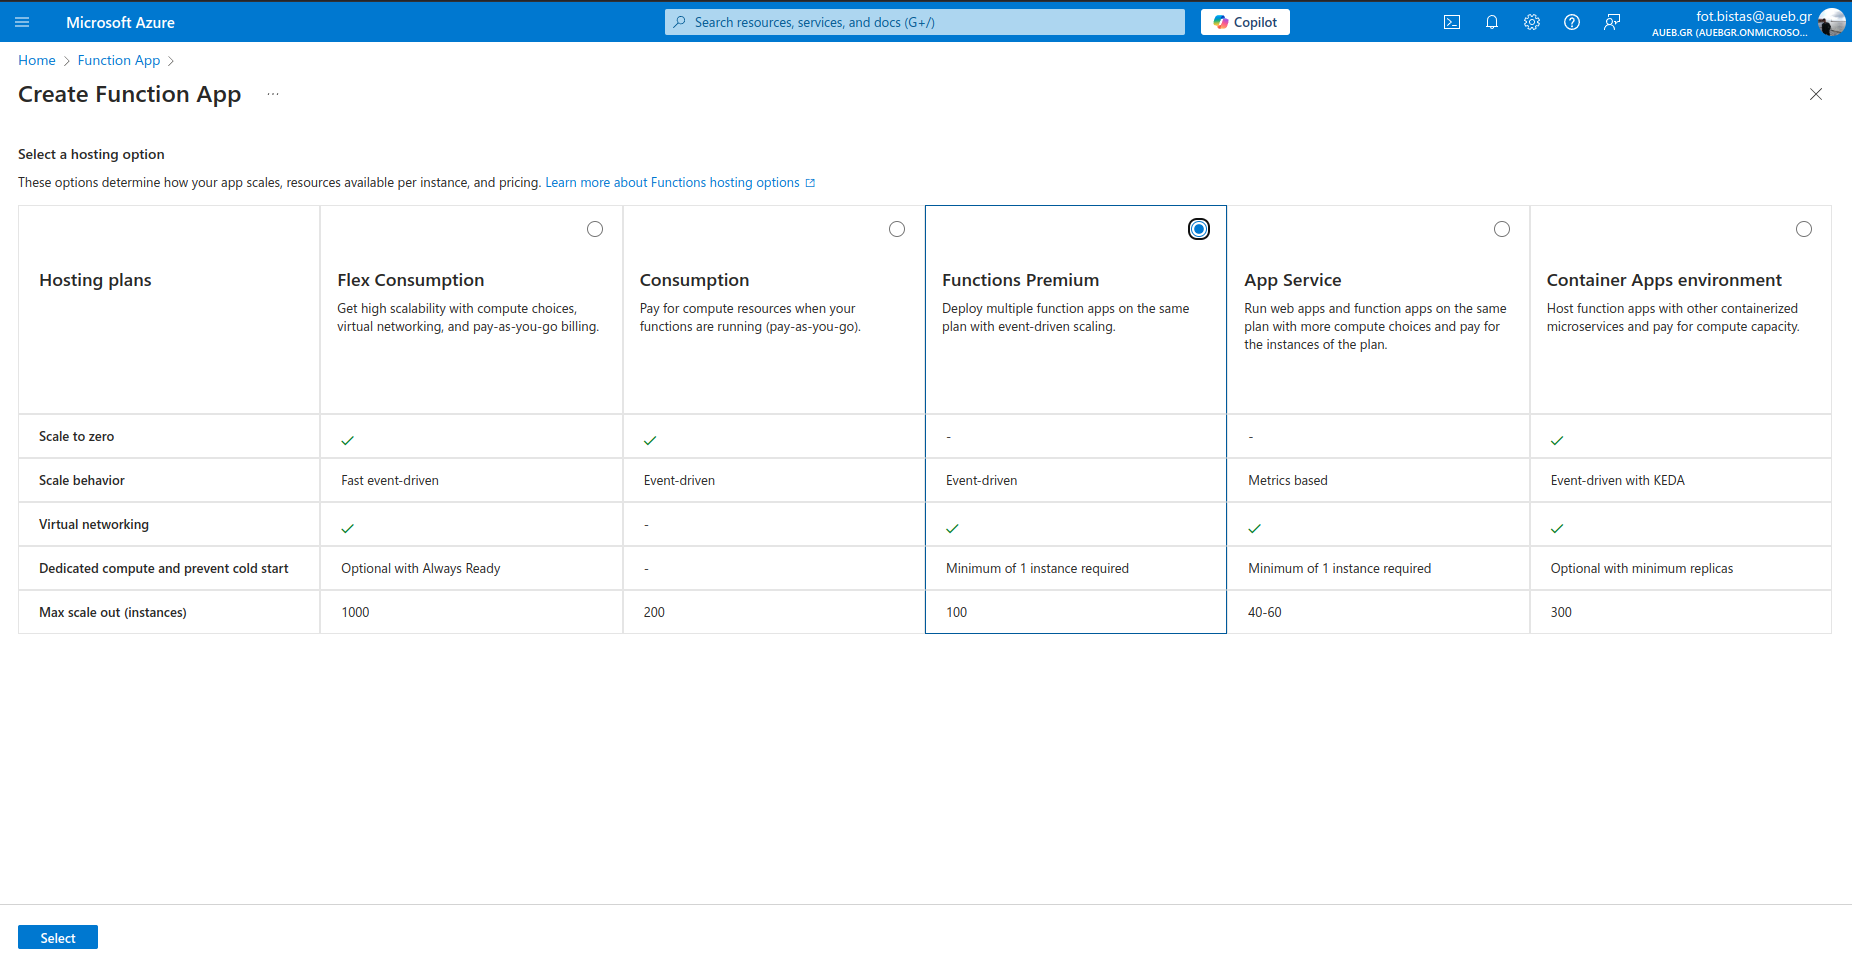 Microsoft Azure
Search resources, services, and docs (G+/)
Copilot
fot.bistas@aueb.gr
AUEB.GR (AUEBGR.ONMICROSO...
Home > Function App >
Create Function App ...
Select a hosting option
These options determine how your app scales, resources available per instance, and pricing. Learn more about Functions hosting options
Hosting plans
Flex Consumption
Get high scalability with compute choices,
virtual networking, and pay-as-you-go billing.
Consumption
Pay for compute resources when your
functions are running (pay-as-you-go).
Functions Premium
Deploy multiple function apps on the same
plan with event-driven scaling.
App Service
Run web apps and function apps on the same
plan with more compute choices and pay for
the instances of the plan.
Container Apps environment
Host function apps with other containerized
microservices and pay for compute capacity.
Scale to zero ✓ ✓ - - ✓
Scale behavior Fast event-driven Event-driven Event-driven Metrics based Event-driven with KEDA
Virtual networking ✓ - ✓ ✓ ✓
Dedicated compute and prevent cold start Optional with Always Ready - Minimum of 1 instance required Minimum of 1 instance required Optional with minimum replicas
Max scale out (instances) 1000 200 100 40-60 300
Select